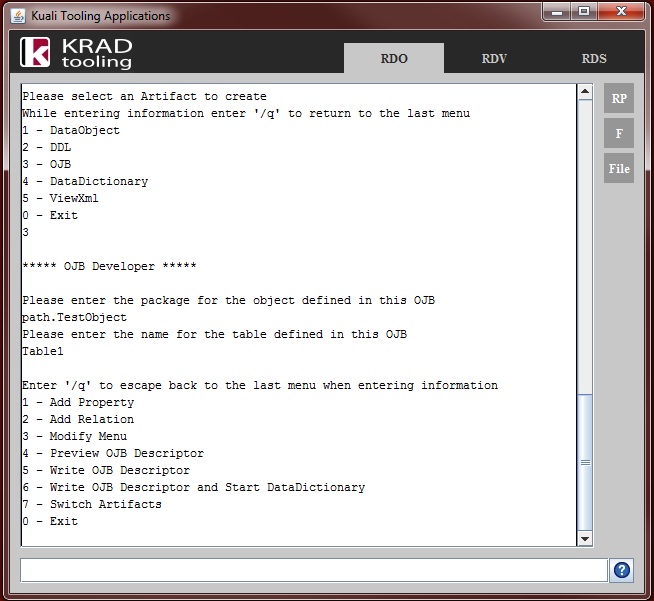 Kuali Tooling Applications
KRAD
tooling
RDO
RDV
RDS
Please select an Artifact to create
While entering information enter '/q' to return to the last menu
1 - DataObject
2 - DDL
3 - OJB
4 - DataDictionary
5 - ViewXml
0 - Exit
3
***** OJB Developer *****
Please enter the package for the object defined in this OJB
path.TestObject
Please enter the name for the table defined in this OJB
Table1
Enter '/q' to escape back to the last menu when entering information
1 - Add Property
2 - Add Relation
3 - Modify Menu
4 - Preview OJB Descriptor
5 - Write OJB Descriptor
6 - Write OJB Descriptor and Start DataDictionary
7 - Switch Artifacts
0 - Exit
RP
F
File
?